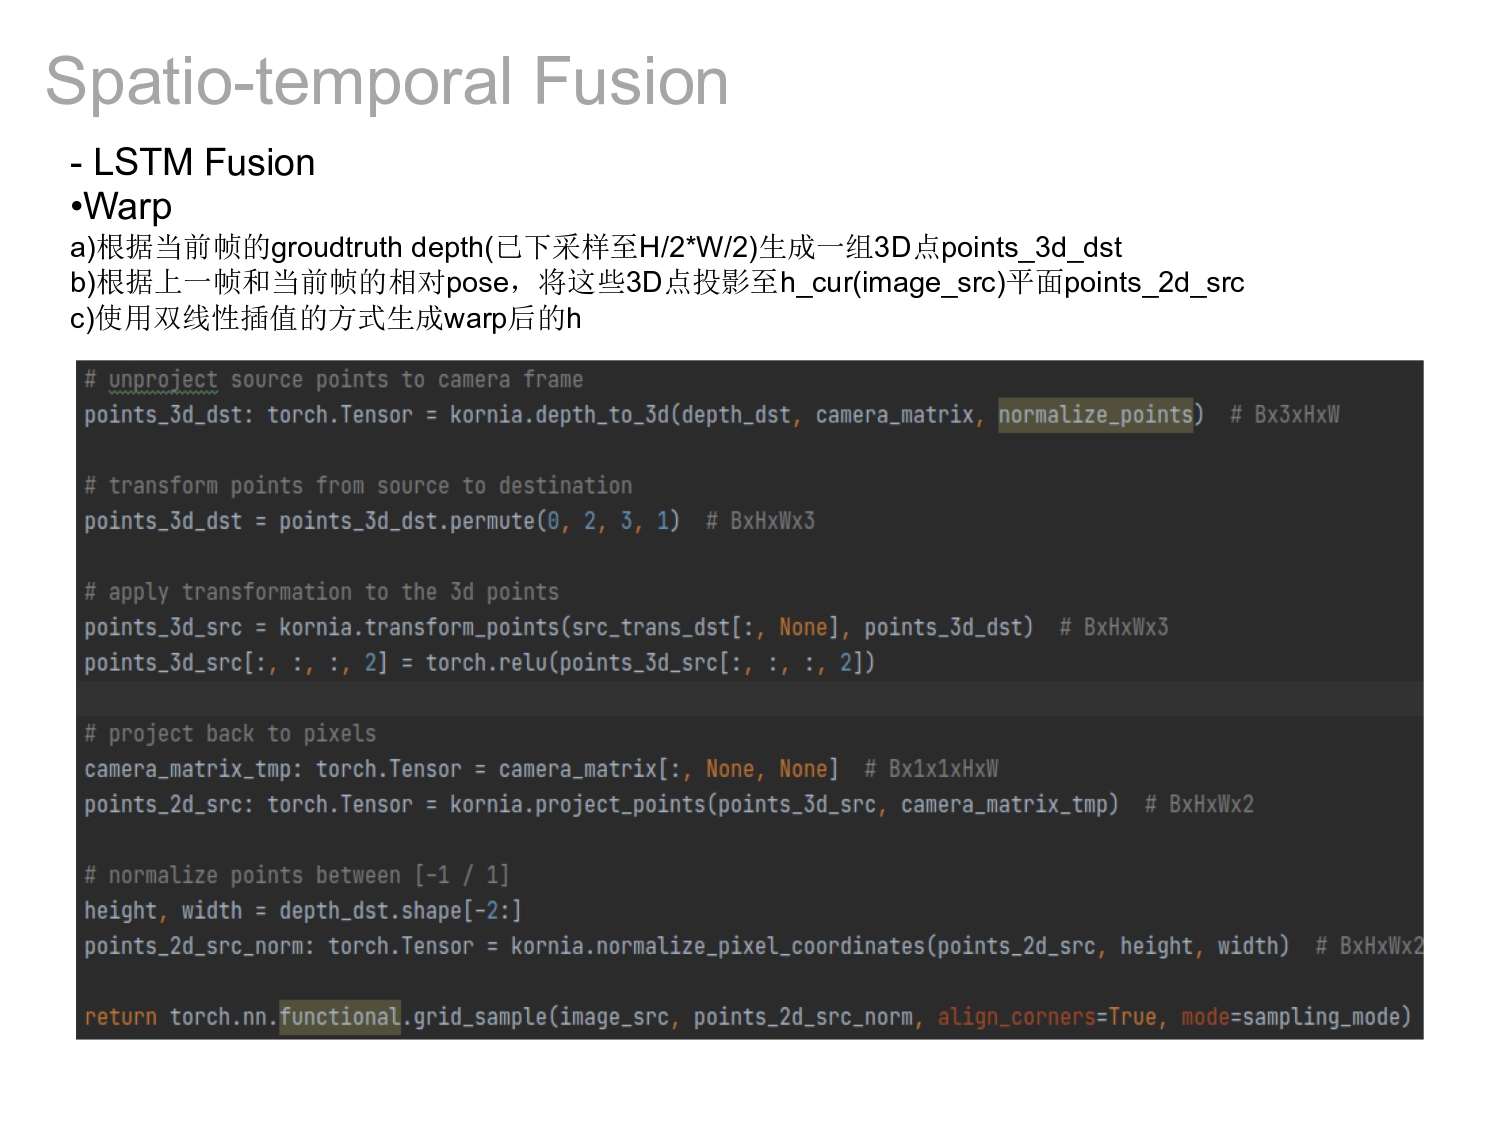 Spatio-temporal Fusion
- LSTM Fusion
•Warp
a)根据当前帧的groudtruth depth(已下采样至H/2*W/2)生成一组3D点points_3d_dst
b)根据上一帧和当前帧的相对pose，将这些3D点投影至h_cur(image_src)平面points_2d_src
c)使用双线性插值的方式生成warp后的h
# unproject source points to camera frame
points_3d_dst: torch.Tensor = kornia.depth_to_3d(depth_dst, camera_matrix, normalize_points)  # Bx3xHxW
# transform points from source to destination
points_3d_dst = points_3d_dst.permute(0, 2, 3, 1)  # BxHxWx3
# apply transformation to the 3d points
points_3d_src = kornia.transform_points(src_trans_dst[:, None], points_3d_dst)  # BxHxWx3
points_3d_src[:, :, :, 2] = torch.relu(points_3d_src[:, :, :, 2])
# project back to pixels
camera_matrix_tmp: torch.Tensor = camera_matrix[:, None, None]  # Bx1x1xHxW
points_2d_src: torch.Tensor = kornia.project_points(points_3d_src, camera_matrix_tmp)  # BxHxWx2
# normalize points between [-1 / 1]
height, width = depth_dst.shape[-2:]
points_2d_src_norm: torch.Tensor = kornia.normalize_pixel_coordinates(points_2d_src, height, width)  # BxHxWx2
return torch.nn.functional.grid_sample(image_src, points_2d_src_norm, align_corners=True, mode=sampling_mode)